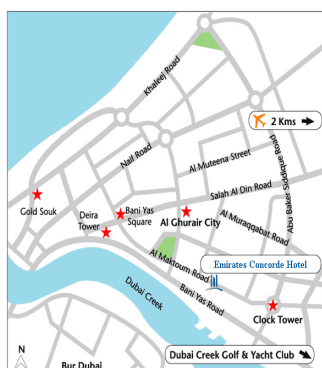 Khaleej Road
2 Kms
Naif Road
Al Muteena Street
Abu Baker Siddique Road
Salah Al Din Road
Gold Souk
Deira
Tower
Bani Yas
Square
Al Ghurair City
Al Muraqqabat Road
Al Maktoum Road
Emirates Concorde Hotel
Dubai Creek
Bani Yas Road
Clock Tower
Dubai Creek Golf & Yacht Club
N
Bur Dubai